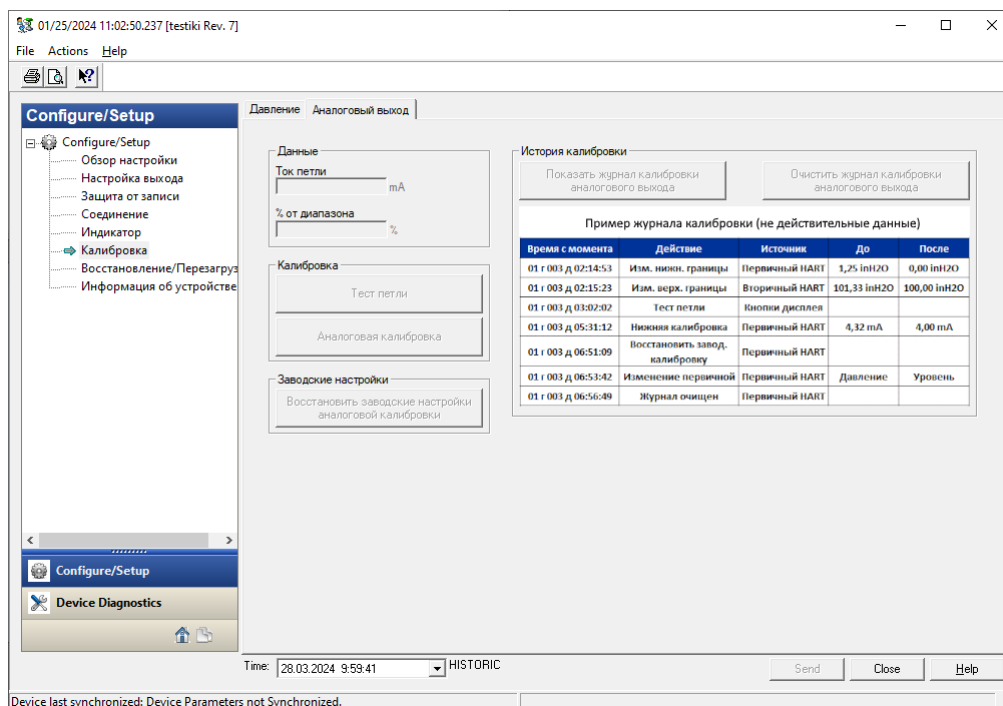 01/25/2024 11:02:50.237 [testiki Rev. 7]
File Actions Help
Configure/Setup
Configure/Setup
Обзор настройки
Настройка выхода
Защита от записи
Соединение
Индикатор
Калибровка
Восстановление/Перезагруз
Информация об устройстве
Configure/Setup
Device Diagnostics
Давление Аналоговый выход
Данные
Ток петли
mA
% от диапазона
%
Калибровка
Тест петли
Аналоговая калибровка
Заводские настройки
Восстановить заводские настройки
аналоговой калибровки
История калибровки
Показать журнал калибровки
аналогового выхода
Очистить журнал калибровки
аналогового выхода
Пример журнала калибровки (не действительные данные)
Время с момента Действие Источник До После
01 г 003 д 02:14:53 Изм. нижн. границы Первичный HART 1,25 inH2O 0,00 inH2O
01 г 003 д 02:15:23 Изм. верх. границы Вторичный HART 101,33 inH2O 100,00 inH2O
01 г 003 д 03:02:02 Тест петли Кнопки дисплея
01 г 003 д 05:31:12 Нижняя калибровка Первичный HART 4,32 mA 4,00 mA
01 г 003 д 06:51:09 Восстановить завод.
калибровку Первичный HART
01 г 003 д 06:53:42 Изменение первичной Первичный HART Давление Уровень
01 г 003 д 06:56:49 Журнал очищен Первичный HART
Time: 28.03.2024 9:59:41 HISTORIC
Send Close Help
Device last synchronized: Device Parameters not Synchronized.